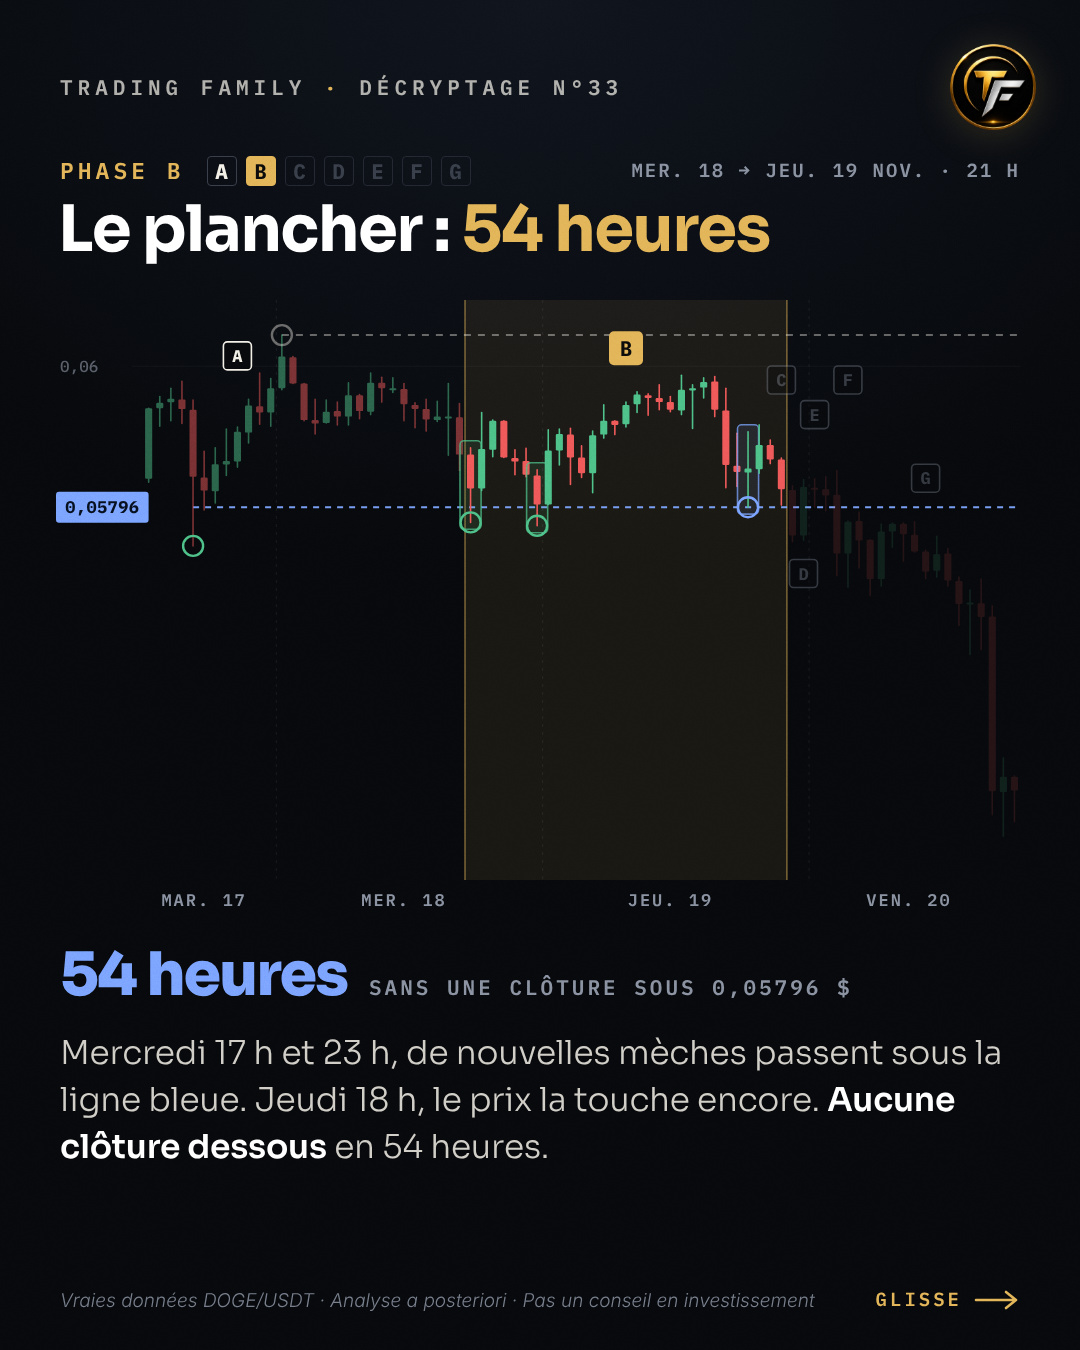 TRADING FAMILY · DÉCRYPTAGE N°33
TF
PHASE B A B C D E F G
MER. 18 → JEU. 19 NOV. · 21 H
Le plancher : 54 heures
0,06
A
B
C
F
E
G
0,05796
D
MAR. 17
MER. 18
JEU. 19
VEN. 20
54 heures SANS UNE CLÔTURE SOUS 0,05796 $
Mercredi 17 h et 23 h, de nouvelles mèches passent sous la
ligne bleue. Jeudi 18 h, le prix la touche encore. Aucune
clôture dessous en 54 heures.
Vraies données DOGE/USDT · Analyse a posteriori · Pas un conseil en investissement
GLISSE →